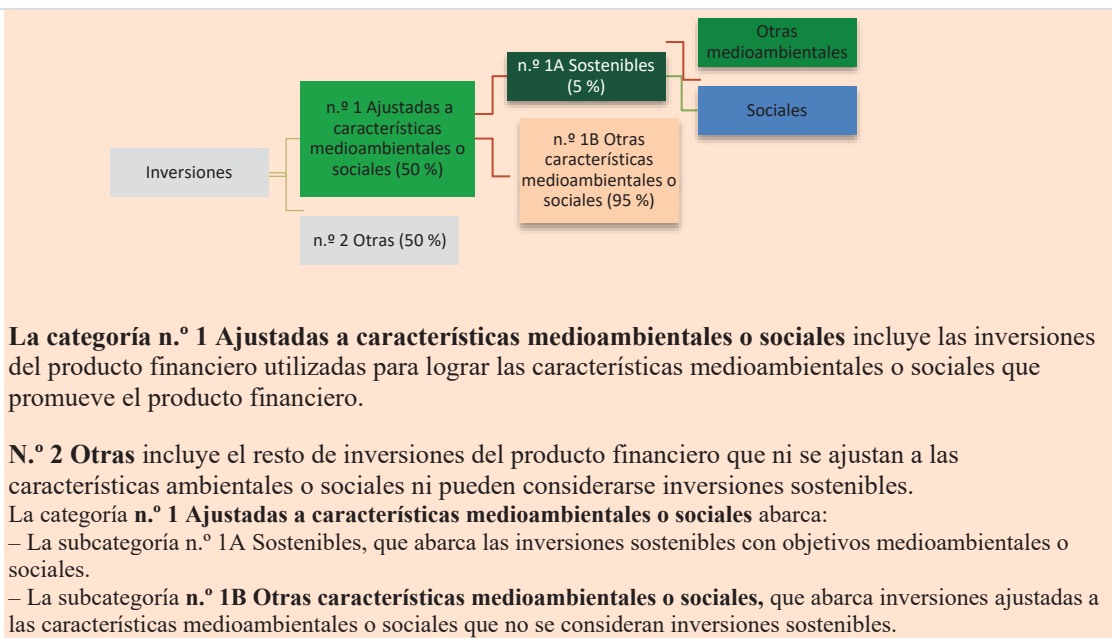 Inversiones
n.º 1 Ajustadas a
características
medioambientales o
sociales (50 %)
n.º 2 Otras (50 %)
n.º 1A Sostenibles
(5 %)
n.º 1B Otras
características
medioambientales o
sociales (95 %)
Otras
medioambientales
Sociales
La categoría n.º 1 Ajustadas a características medioambientales o sociales incluye las inversiones
del producto financiero utilizadas para lograr las características medioambientales o sociales que
promueve el producto financiero.
N.º 2 Otras incluye el resto de inversiones del producto financiero que ni se ajustan a las
características ambientales o sociales ni pueden considerarse inversiones sostenibles.
La categoría n.º 1 Ajustadas a características medioambientales o sociales abarca:
– La subcategoría n.º 1A Sostenibles, que abarca las inversiones sostenibles con objetivos medioambientales o
sociales.
– La subcategoría n.º 1B Otras características medioambientales o sociales, que abarca inversiones ajustadas a
las características medioambientales o sociales que no se consideran inversiones sostenibles.